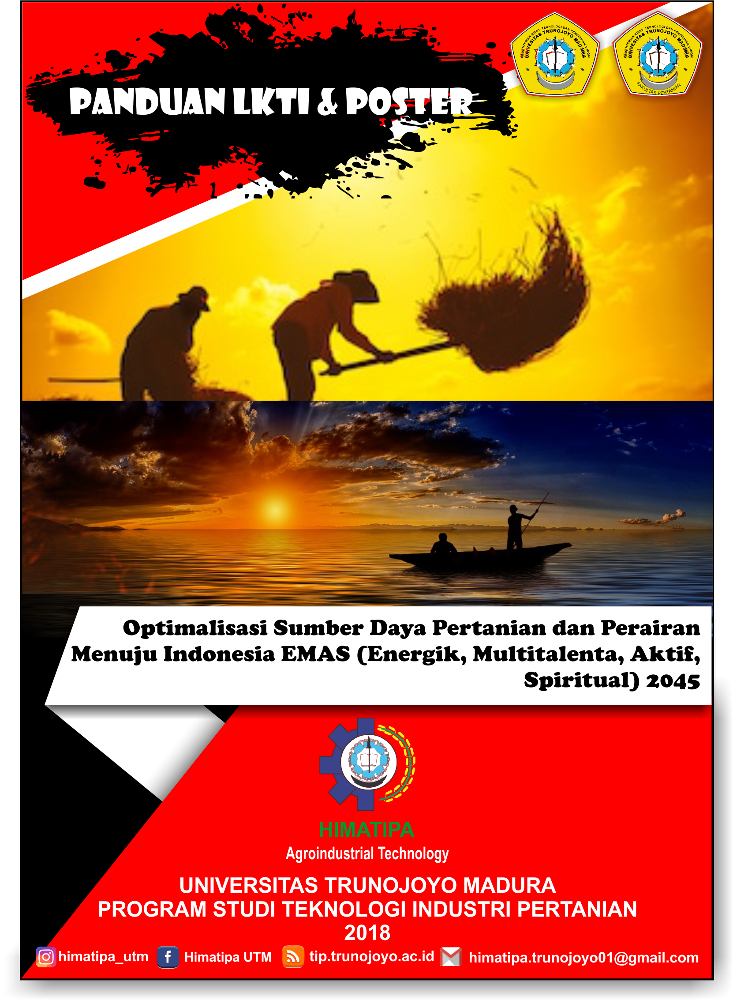 KEMENTERIAN RISET TEKNOLOGI DAN PENDIDIKAN TINGGI
UNIVESITAS TRUNOJOYO MADURA
KEMENTERIAN RISET TEKNOLOGI DAN PENDIDIKAN TINGGI
UNIVESITAS TRUNOJOYO MADURA
FAKULTAS PERTANIAN
PANDUAN LKTI & POSTER
Optimalisasi Sumber Daya Pertanian dan Perairan
Menuju Indonesia EMAS (Energik, Multitalenta, Aktif,
Spiritual) 2045
HIMATIPA
Agroindustrial Technology
UNIVERSITAS TRUNOJOYO MADURA
PROGRAM STUDI TEKNOLOGI INDUSTRI PERTANIAN
2018
himatipa_utm Himatipa UTM tip.trunojoyo.ac.id himatipa.trunojoyo01@gmail.com